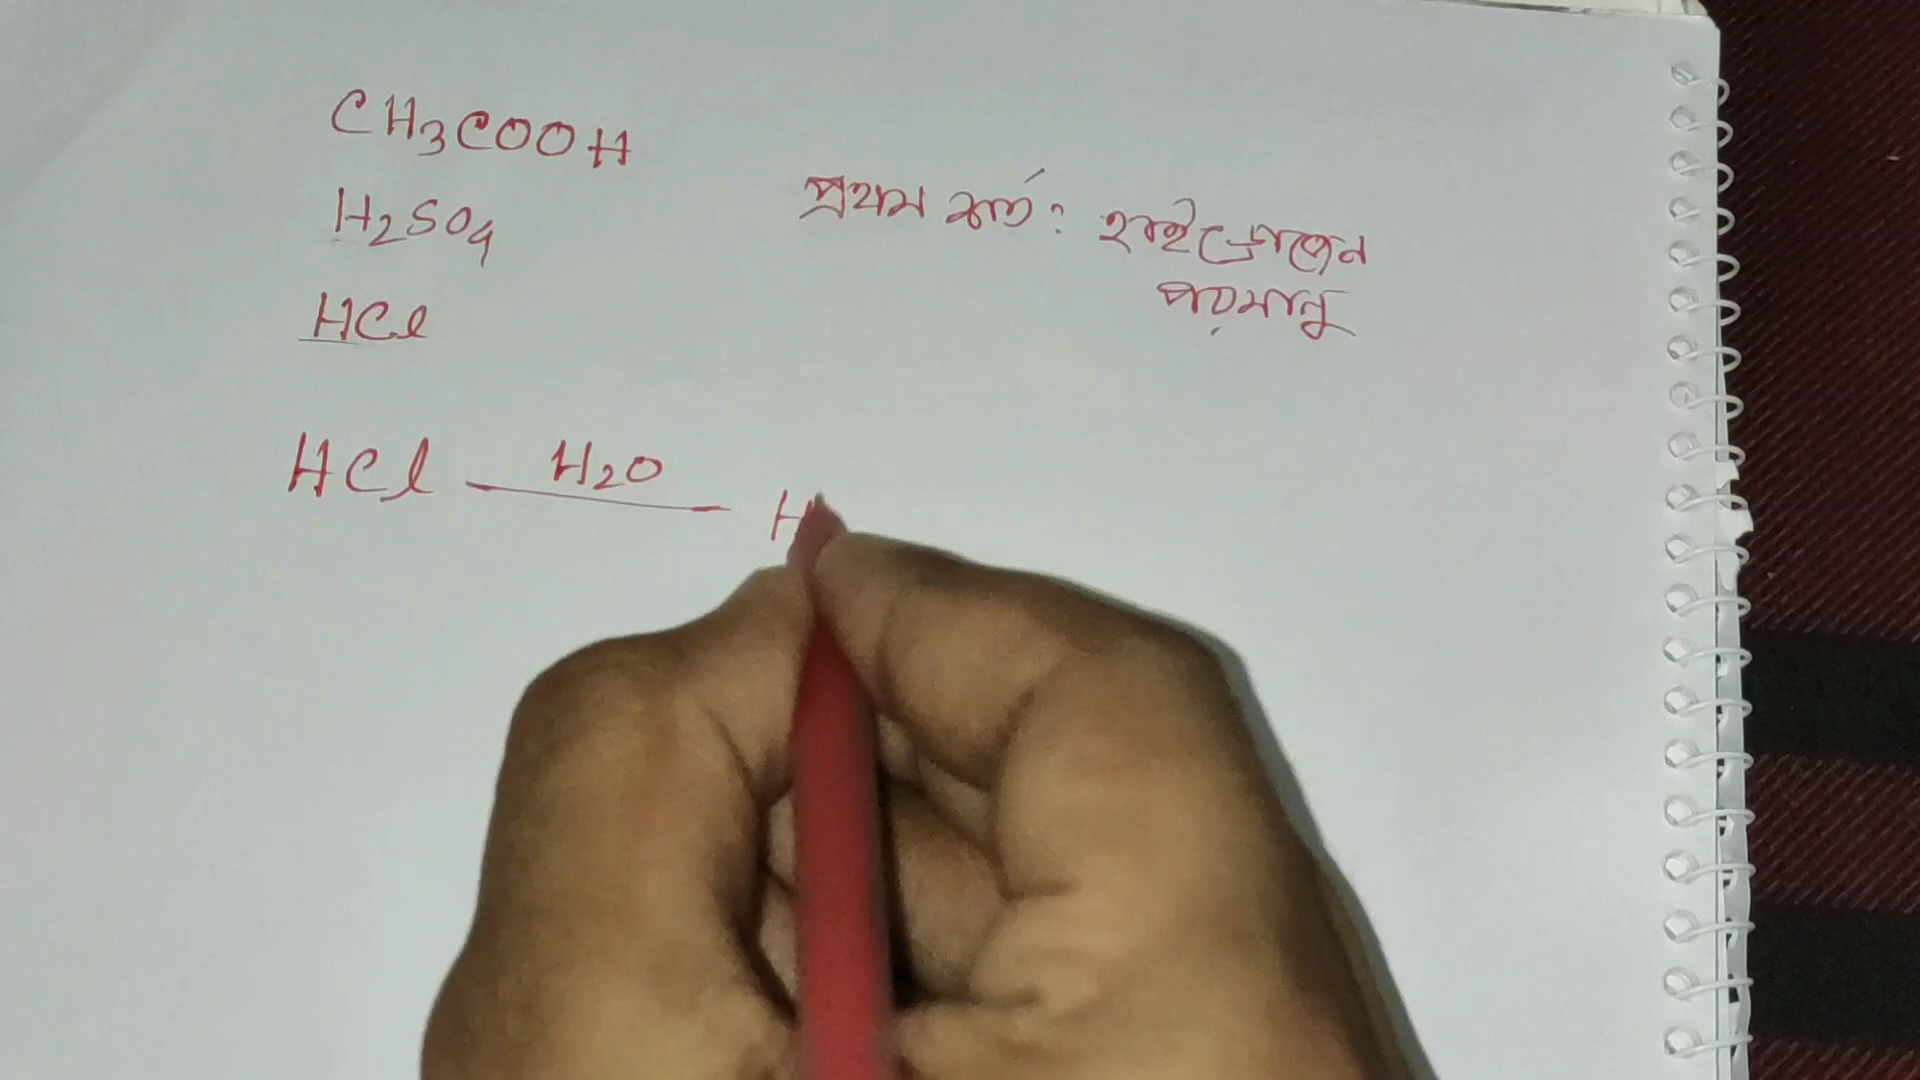 CH3COOH
H2SO4
HCl
প্রথম শর্ত: হাইড্রোজেন
পরমানু
HCl H2O H